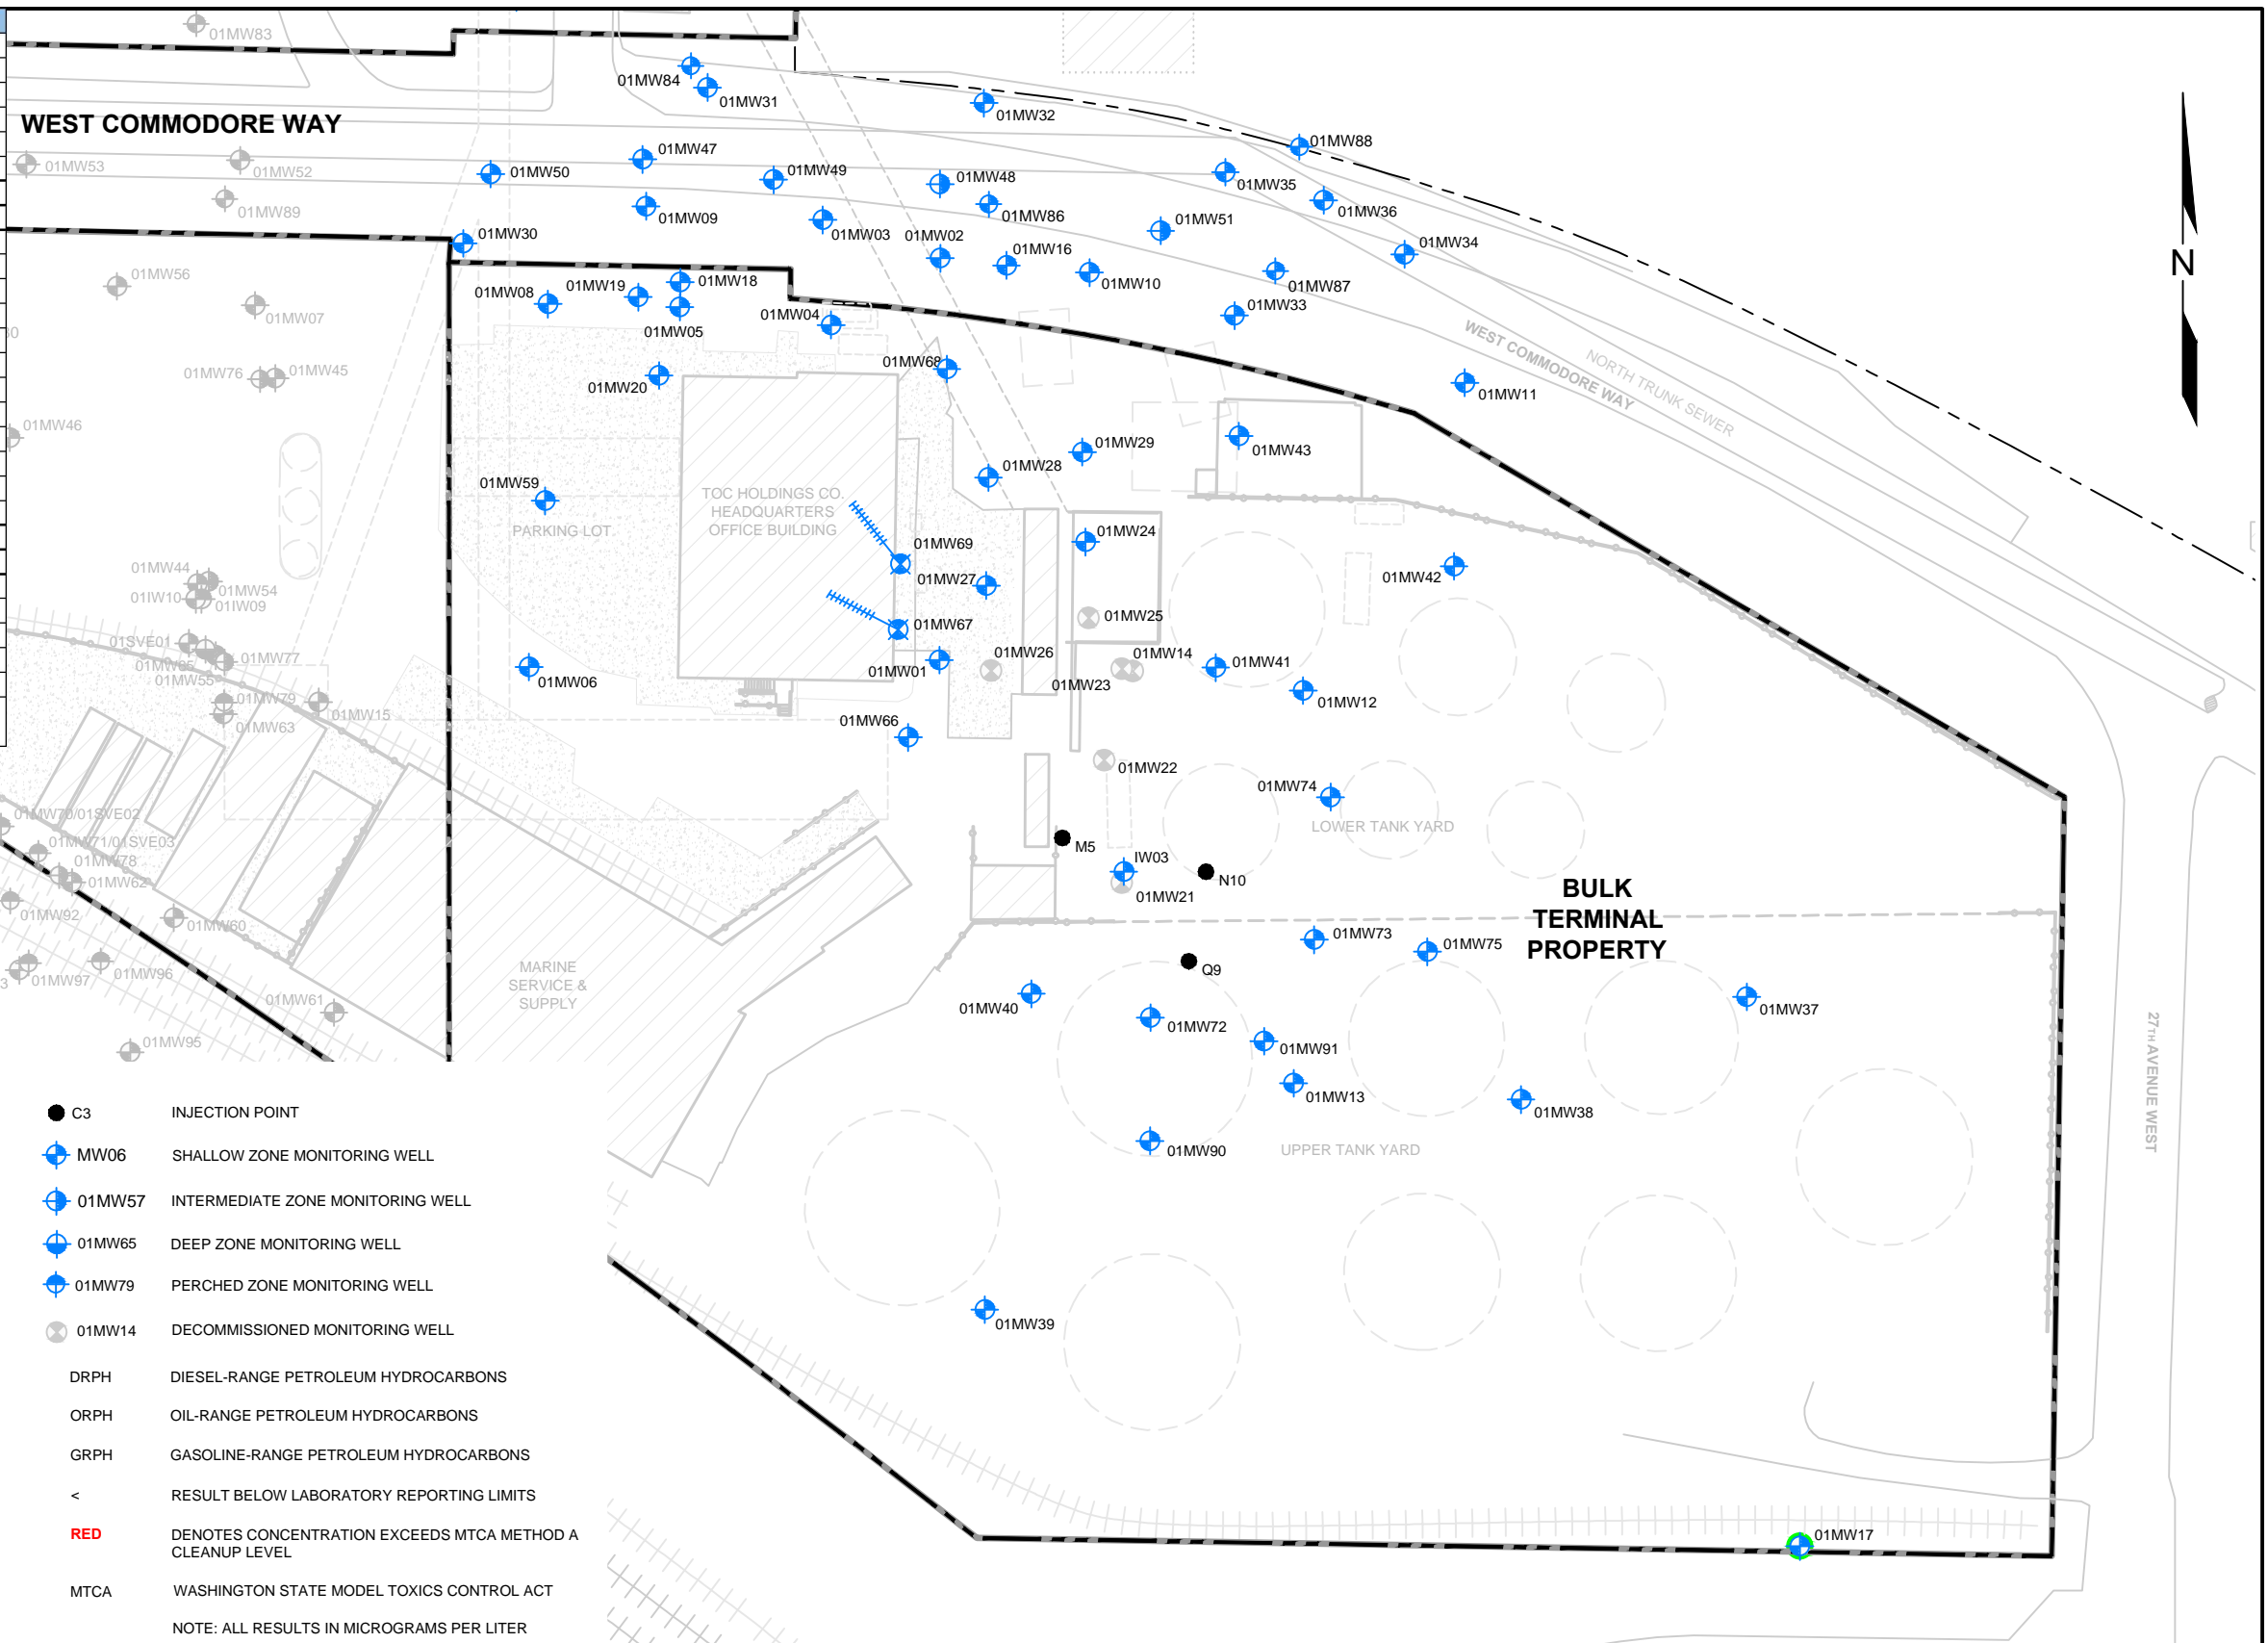 01MW83
01MW84
01MW31
01MW32
WEST COMMODORE WAY
01MW88
01MW53
01MW52
01MW47
01MW50
01MW49
01MW48
01MW35
01MW89
01MW09
01MW86
01MW36
01MW03
01MW51
01MW30
01MW02
01MW16
01MW34
N
01MW56
01MW10
01MW87
01MW08
01MW19
01MW18
01MW07
01MW05
01MW04
01MW33
WEST COMMODORE WAY
NORTH TRUNK SEWER
01MW76
01MW45
01MW20
01MW68
01MW11
01MW46
01MW29
01MW43
01MW28
01MW59
PARKING LOT
TOC HOLDINGS CO.
HEADQUARTERS
OFFICE BUILDING
01MW69
01MW24
01MW44
01MW54
01IW10
01IW09
01MW27
01MW42
01MW25
01SVE01
01MW77
01MW85
01MW55
01MW67
01MW01
01MW26
01MW14
01MW23
01MW41
01MW06
01MW12
01MW79
01MW15
01MW63
01MW66
01MW22
01MW74
LOWER TANK YARD
01MW70/01SVE02
01MW71/01SVE03
01MW78
01MW62
M5
IW03
N10
01MW21
BULK
TERMINAL
PROPERTY
01MW92
01MW60
01MW73
01MW75
01MW97
01MW96
MARINE
SERVICE &
SUPPLY
Q9
01MW61
01MW40
01MW72
01MW37
01MW95
01MW91
01MW13
01MW38
27TH AVENUE WEST
01MW90
UPPER TANK YARD
01MW39
01MW17
C3 INJECTION POINT
MW06 SHALLOW ZONE MONITORING WELL
01MW57 INTERMEDIATE ZONE MONITORING WELL
01MW65 DEEP ZONE MONITORING WELL
01MW79 PERCHED ZONE MONITORING WELL
01MW14 DECOMMISSIONED MONITORING WELL
DRPH DIESEL-RANGE PETROLEUM HYDROCARBONS
ORPH OIL-RANGE PETROLEUM HYDROCARBONS
GRPH GASOLINE-RANGE PETROLEUM HYDROCARBONS
< RESULT BELOW LABORATORY REPORTING LIMITS
RED DENOTES CONCENTRATION EXCEEDS MTCA METHOD A
CLEANUP LEVEL
MTCA WASHINGTON STATE MODEL TOXICS CONTROL ACT
NOTE: ALL RESULTS IN MICROGRAMS PER LITER